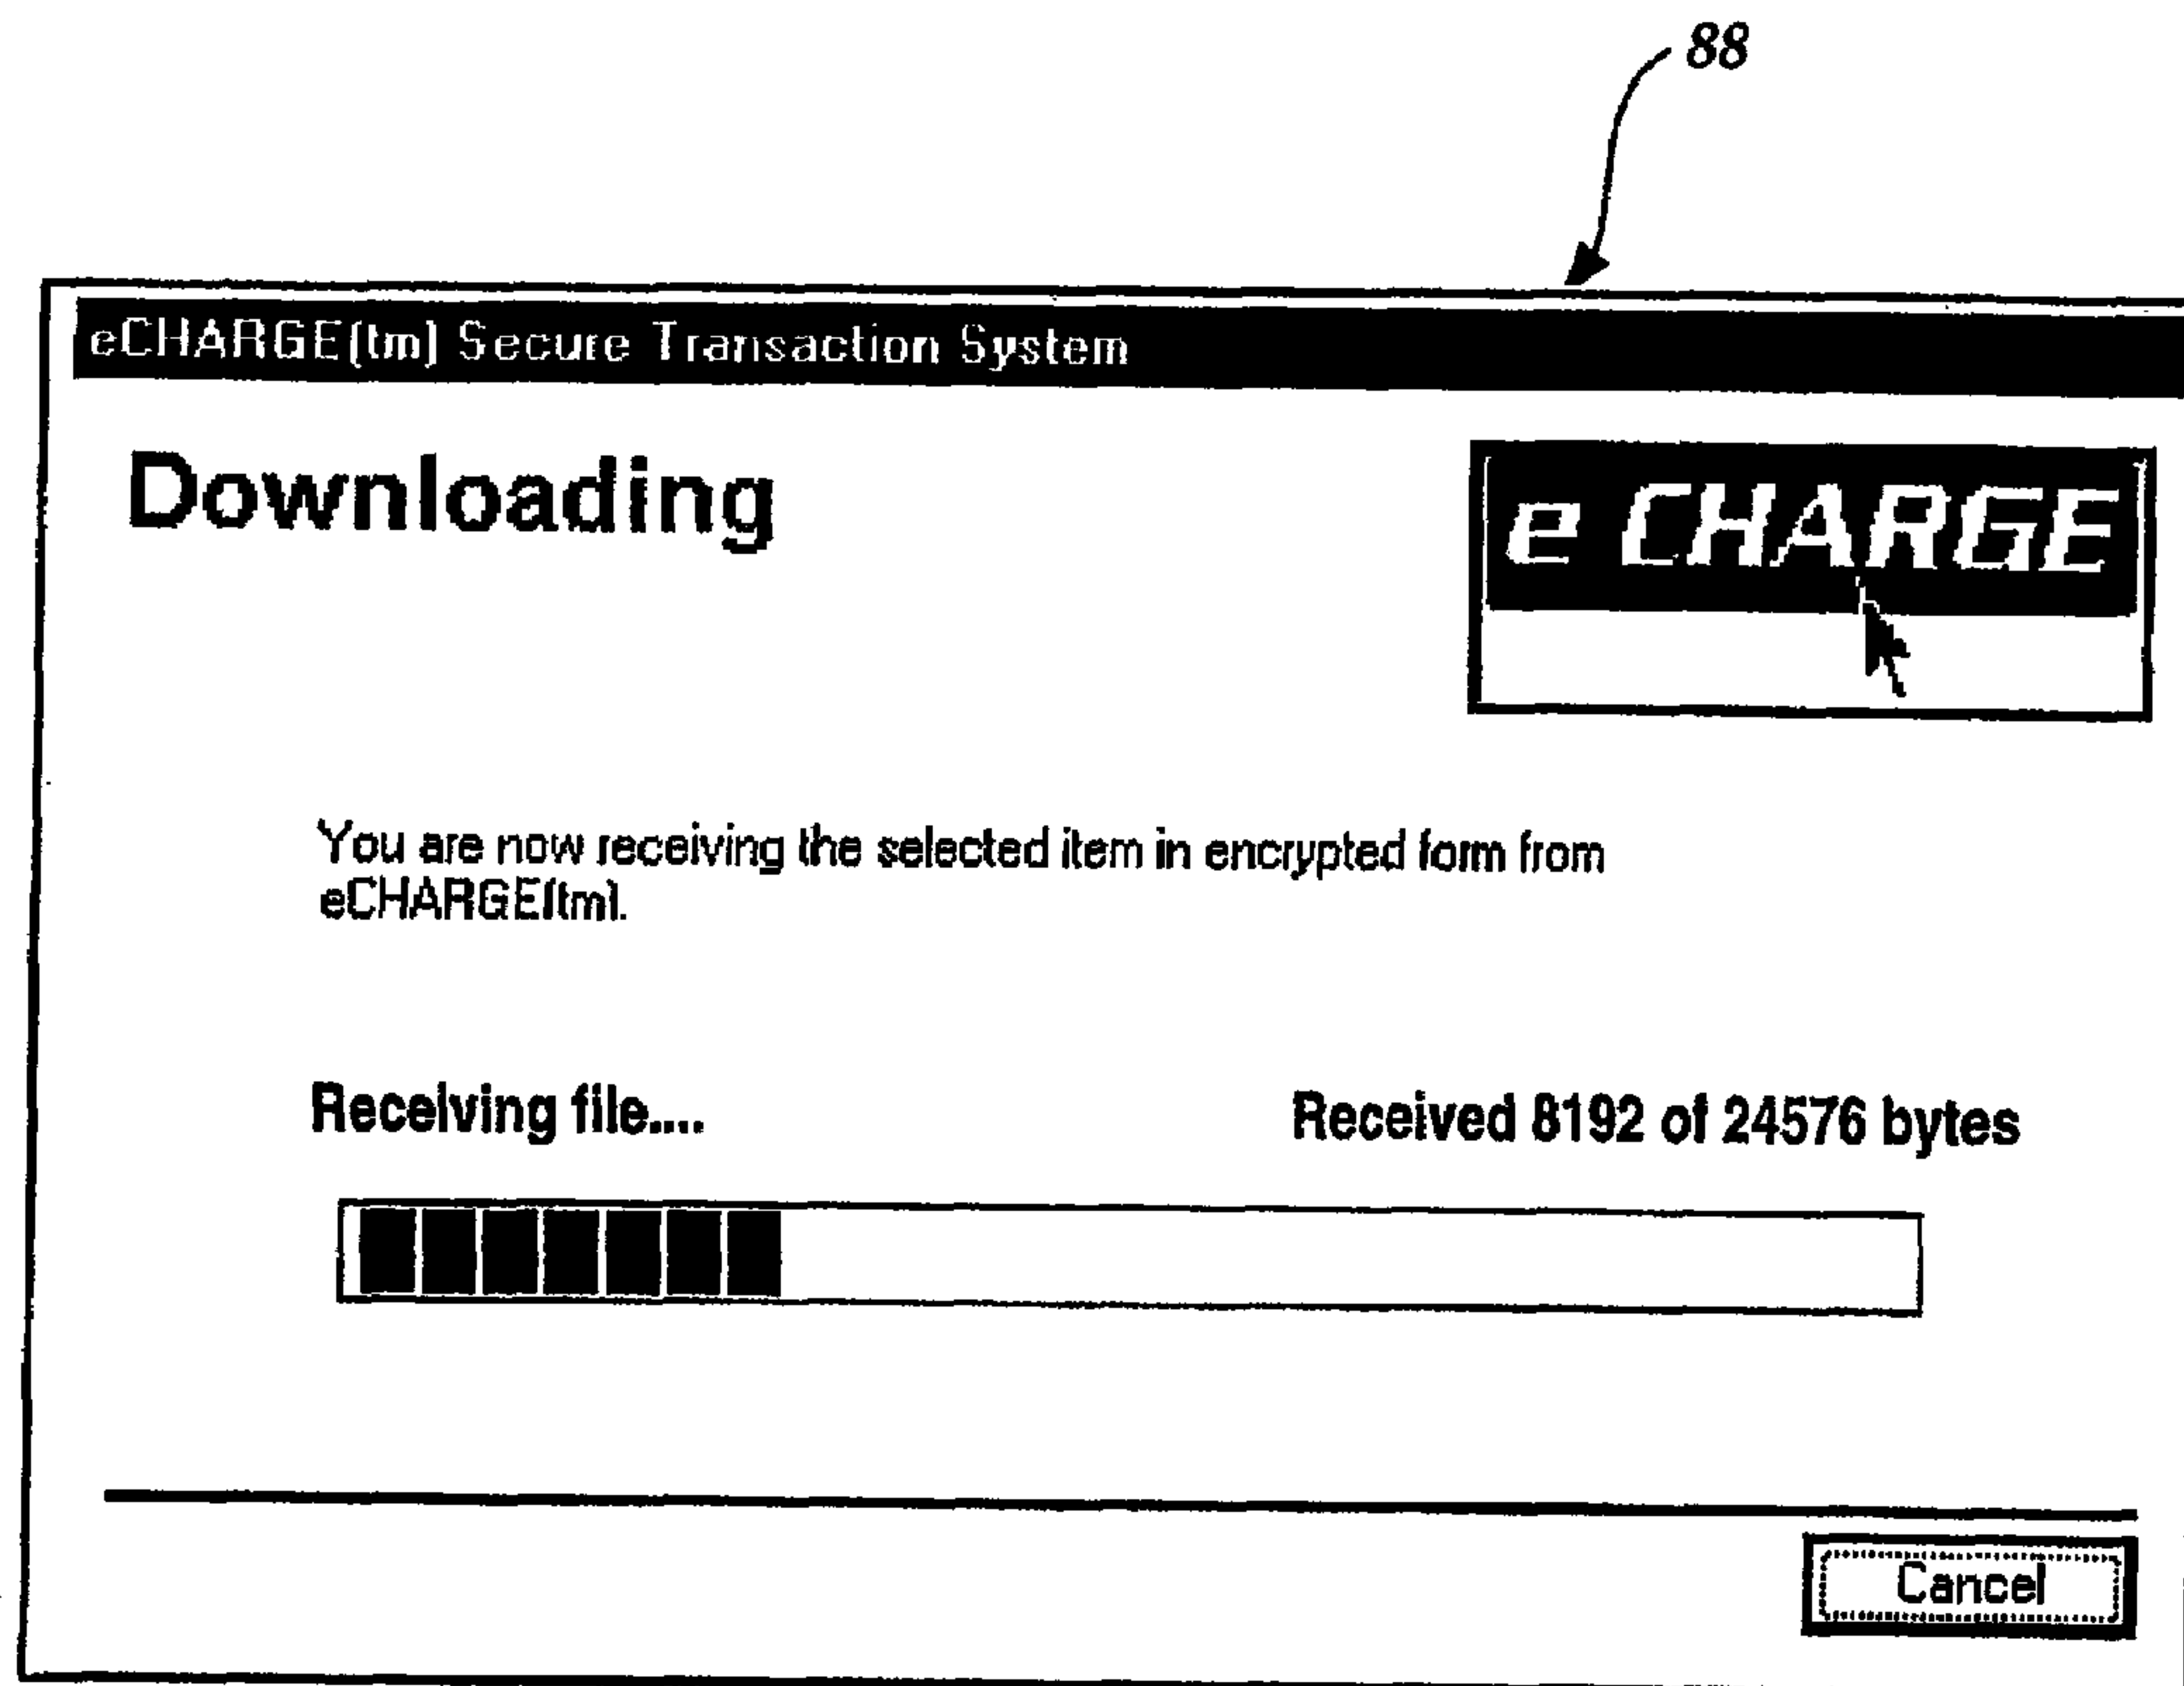 88
eCHARGE(tm) Secure Transaction System
Downloading
e CHARGE
You are now receiving the selected item in encrypted form from
eCHARGE(tm).
Receiving file....
Received 8192 of 24576 bytes
Cancel